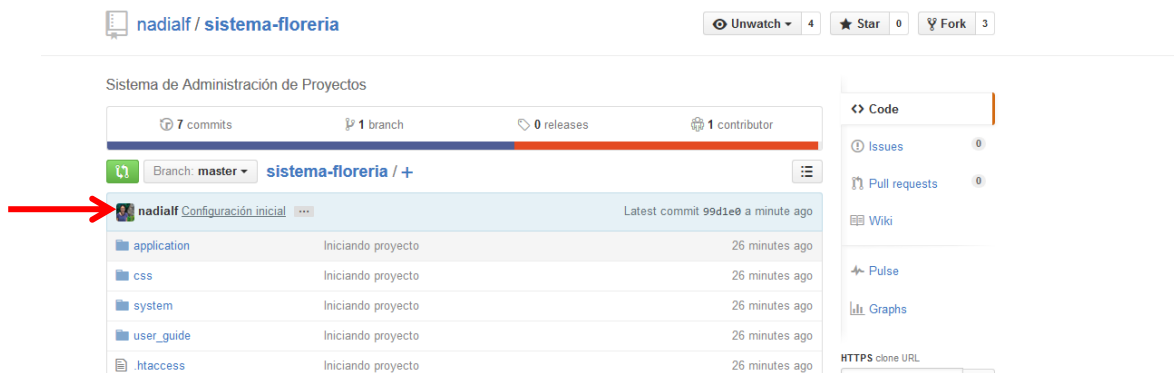 nadialf / sistema-floreria
Unwatch 4 Star 0 Fork 3
Sistema de Administración de Proyectos
7 commits 1 branch 0 releases 1 contributor
Branch: master sistema-floreria / +
nadialf Configuración inicial ... Latest commit 99d1e0 a minute ago
application Iniciando proyecto 26 minutes ago
css Iniciando proyecto 26 minutes ago
system Iniciando proyecto 26 minutes ago
user_guide Iniciando proyecto 26 minutes ago
.htaccess Iniciando proyecto 26 minutes ago
Code
Issues 0
Pull requests 0
Wiki
Pulse
Graphs
HTTPS clone URL